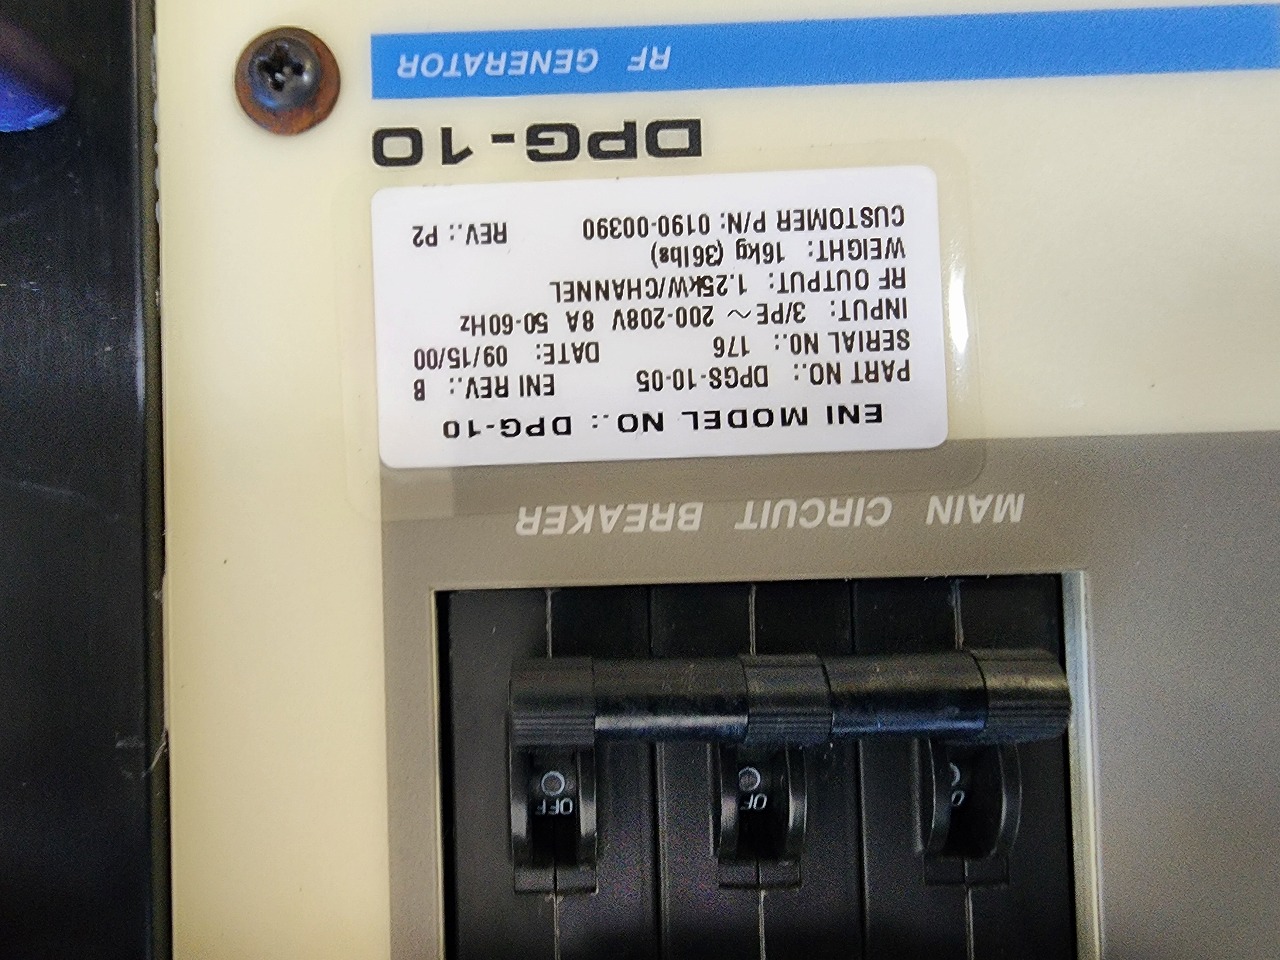 MAIN CIRCUIT BREAKER
ENI MODEL NO.: DPG-10
PART NO.: DPGS-10-05 ENI REV.: B
SERIAL NO.: 176 DATE: 09/15/00
INPUT: 3/PE ~ 200-208V 8A 50-60Hz
RF OUTPUT: 1.25kW/CHANNEL
WEIGHT: 16kg (36lbs)
CUSTOMER P/N: 0190-00390 REV.: P2
DPG-10
RF GENERATOR
O OF OFF